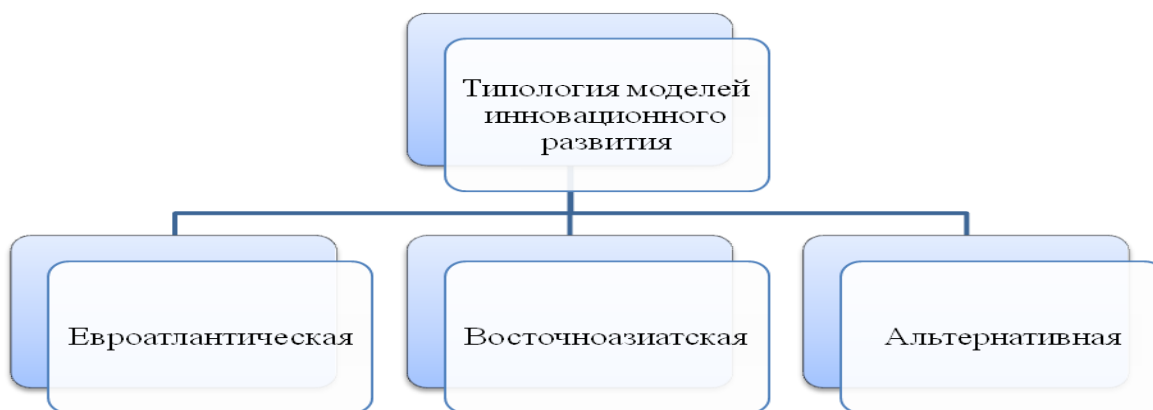 Типология моделей
инновационного
развития
Евроатлантическая
Восточноазиатская
Альтернативная